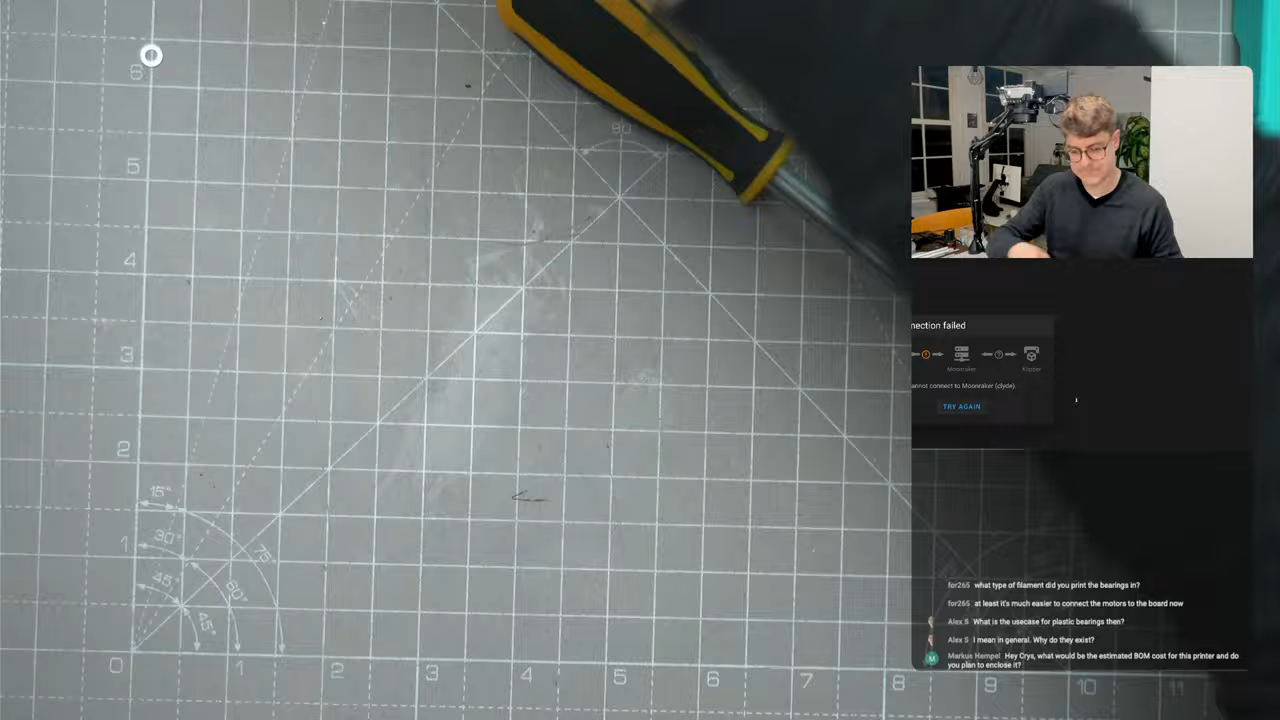 6
5
4
3
2
1
0
1
2
3
4
5
6
7
8
9
10
11
90
15°
30°
45°
75
60°
45°
nection failed
Moonraker
Klipper
annot connect to Moonraker (clyde).
TRY AGAIN
for265 what type of filament did you print the bearings in?
for265 at least it's much easier to connect the motors to the board now
Alex S What is the usecase for plastic bearings then?
Alex S I mean in general. Why do they exist?
M Markus Hempel Hey Crys, what would be the estimated BOM cost for this printer and do
you plan to enclose it?